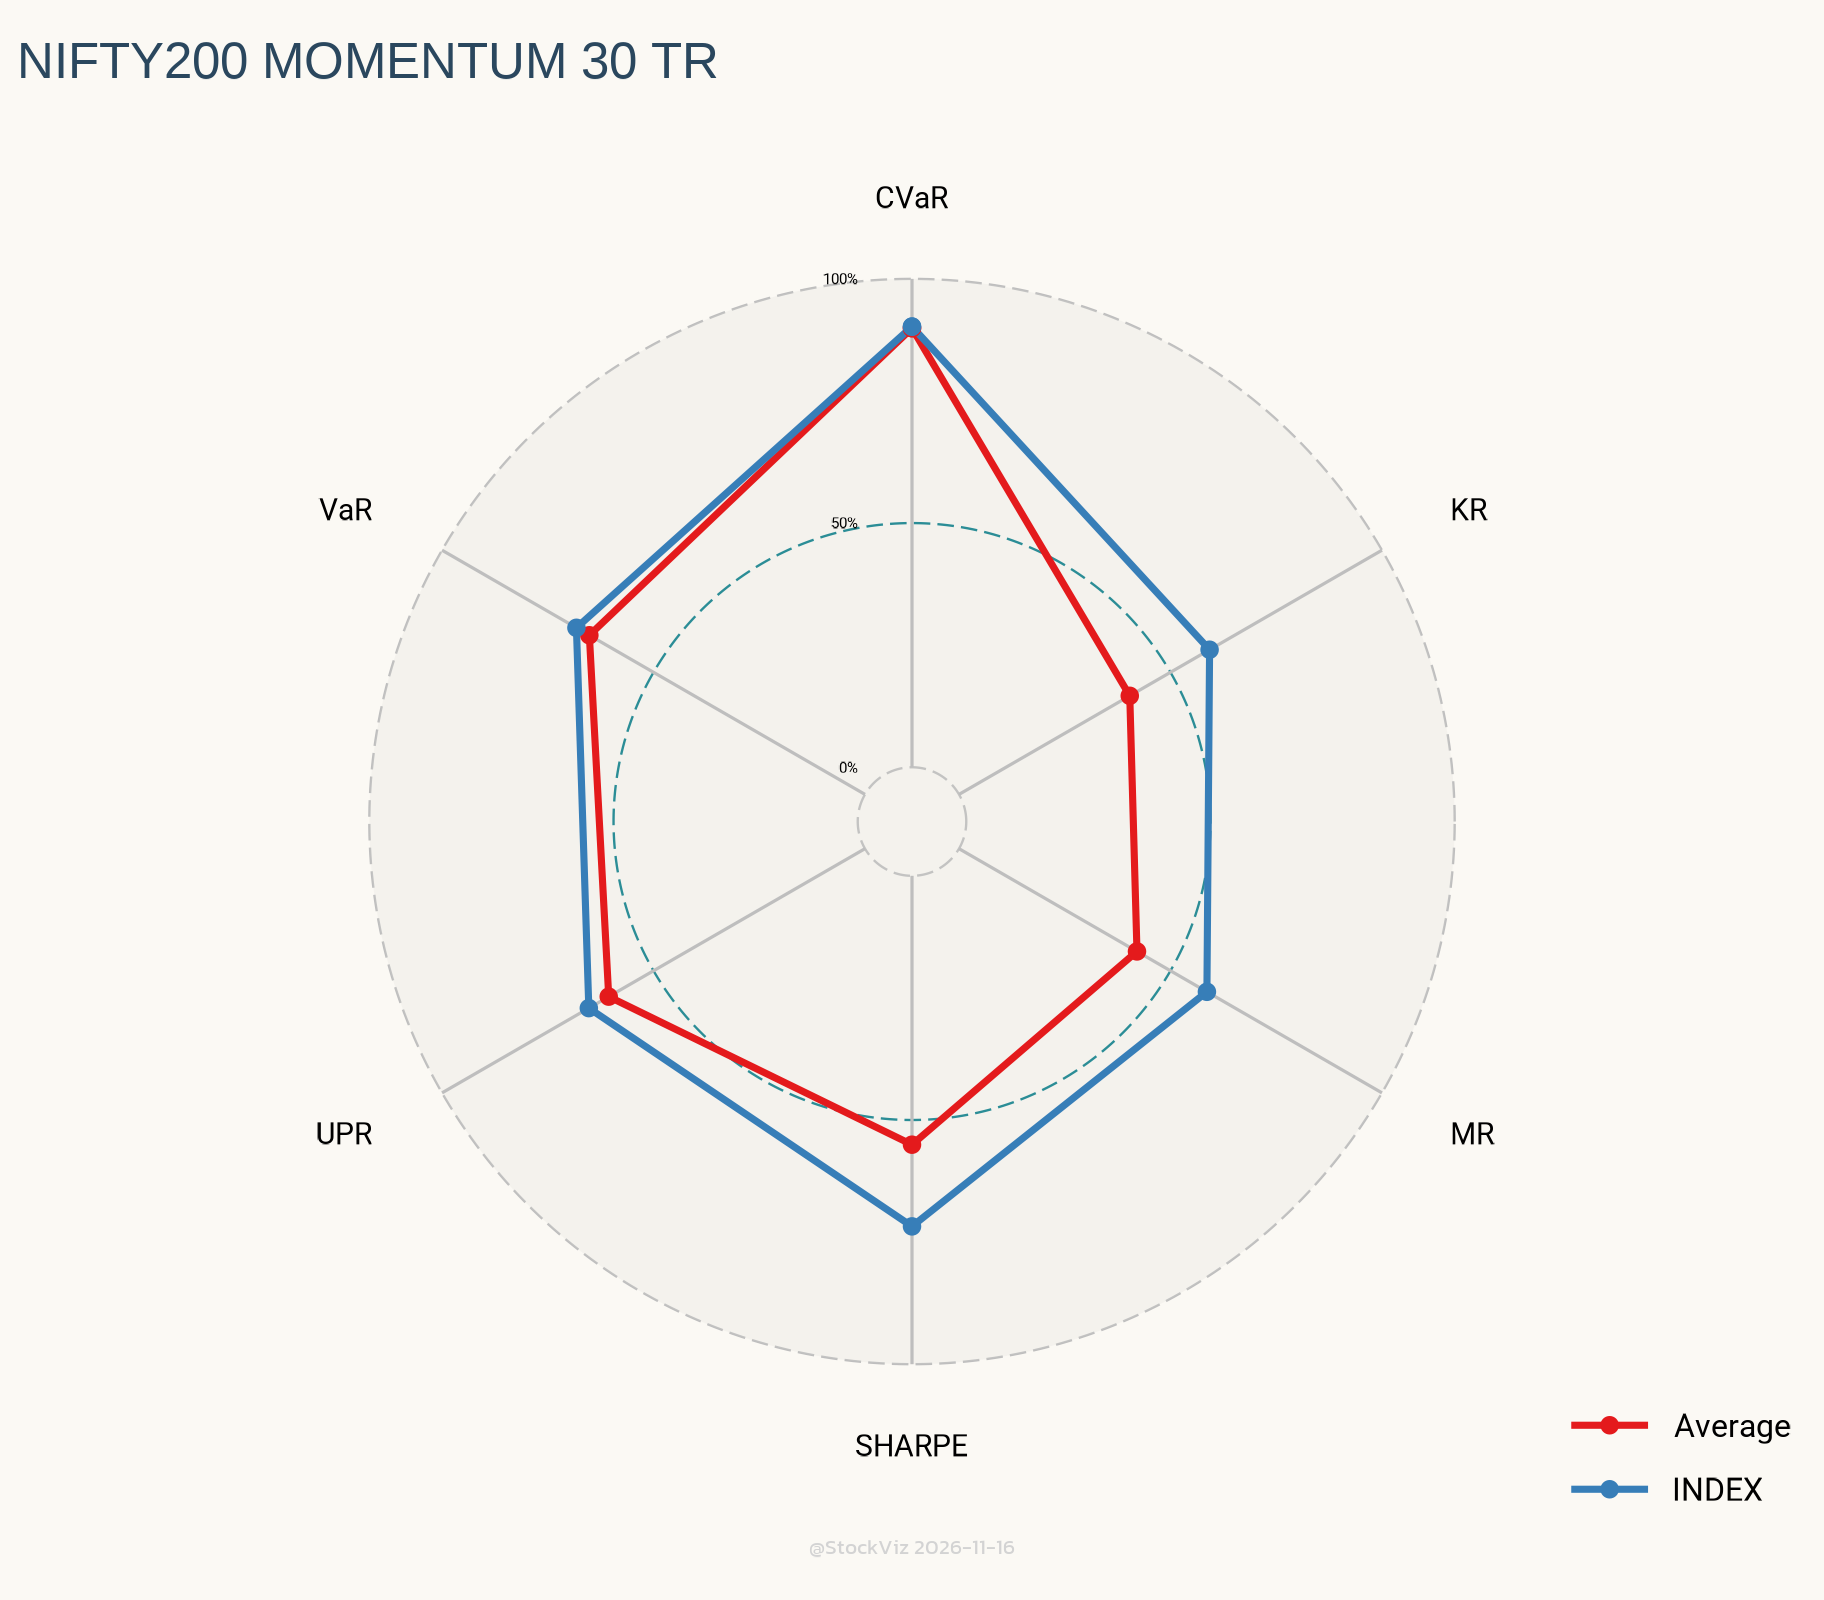 NIFTY200 MOMENTUM 30 TR
CVaR
100%
VaR
KR
50%
0%
UPR
MR
SHARPE
Average
INDEX
@StockViz 2026-11-16